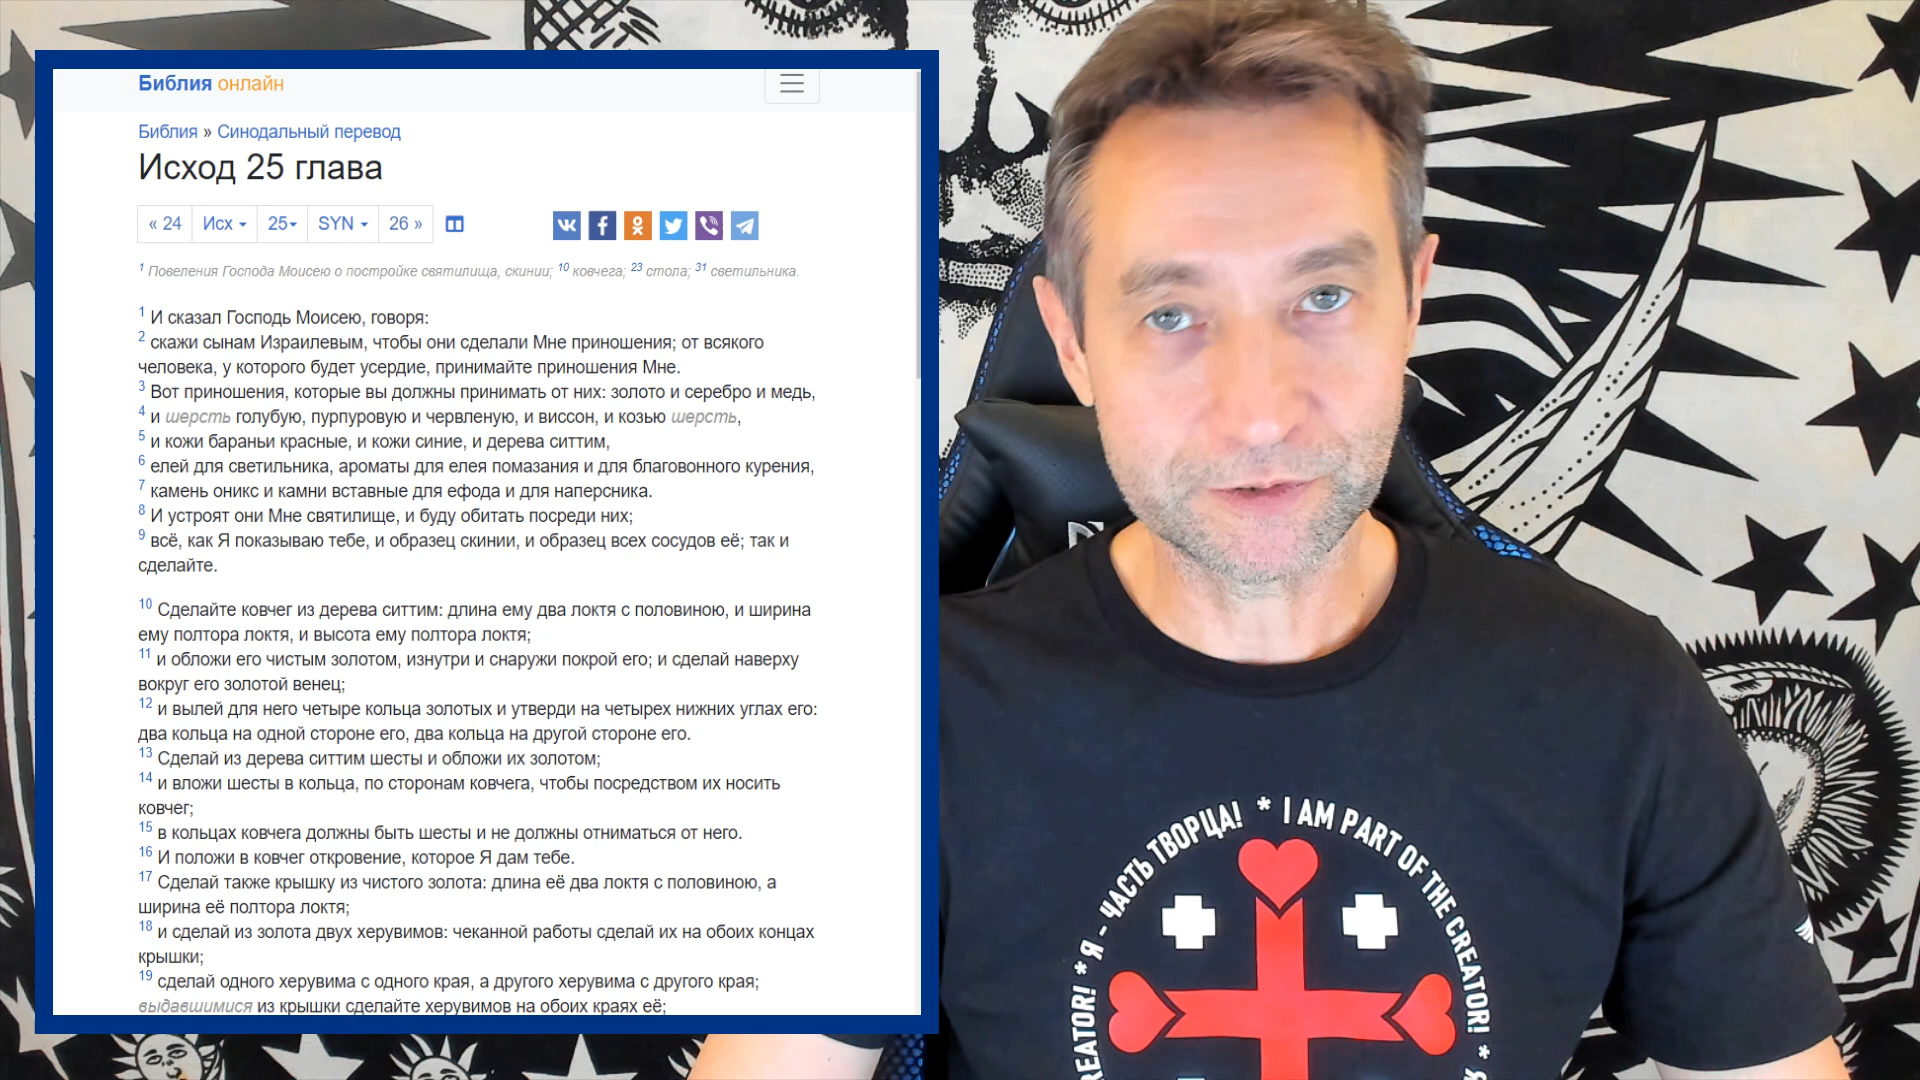 Библия онлайн
Библия » Синодальный перевод
Исход 25 глава
« 24 Исх 25 SYN 26 »
1 Повеления Господа Моисею о постройке святилища, скинии; 10 ковчега; 23 стола; 31 светильника.
1 И сказал Господь Моисею, говоря:
2 скажи сынам Израилевым, чтобы они сделали Мне приношения; от всякого
человека, у которого будет усердие, принимайте приношения Мне.
3 Вот приношения, которые вы должны принимать от них: золото и серебро и медь,
4 и шерсть голубую, пурпуровую и червленую, и виссон, и козью шерсть,
5 и кожи бараньи красные, и кожи синие, и дерева ситтим,
6 елей для светильника, ароматы для елея помазания и для благовонного курения,
7 камень оникс и камни вставные для ефода и для наперсника.
8 И устроят они Мне святилище, и буду обитать посреди них;
9 всё, как Я показываю тебе, и образец скинии, и образец всех сосудов её; так и
сделайте.
10 Сделайте ковчег из дерева ситтим: длина ему два локтя с половиною, и ширина
ему полтора локтя, и высота ему полтора локтя;
11 и обложи его чистым золотом, изнутри и снаружи покрой его; и сделай наверху
вокруг его золотой венец;
12 и вылей для него четыре кольца золотых и утверди на четырех нижних углах его:
два кольца на одной стороне его, два кольца на другой стороне его.
13 Сделай из дерева ситтим шесты и обложи их золотом;
14 и вложи шесты в кольца, по сторонам ковчега, чтобы посредством их носить
ковчег;
15 в кольцах ковчега должны быть шесты и не должны отниматься от него.
16 И положи в ковчег откровение, которое Я дам тебе.
17 Сделай также крышку из чистого золота: длина её два локтя с половиною, а
ширина её полтора локтя;
18 и сделай из золота двух херувимов: чеканной работы сделай их на обоих концах
крышки;
19 сделай одного херувима с одного края, а другого херувима с другого края;
выдавшимися из крышки сделайте херувимов на обоих краях её;
REATOR! * Я - ЧАСТЬ ТВОРЦА! * I AM PART OF THE CREATOR! * Я